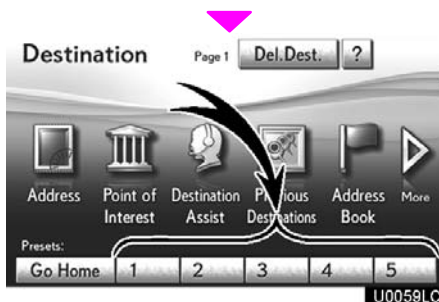 Destination Page 1 Del.Dest. ?
Address Point of Interest Destination Assist Previous Destinations Address Book More
Presets:
Go Home 1 2 3 4 5
U0059LC